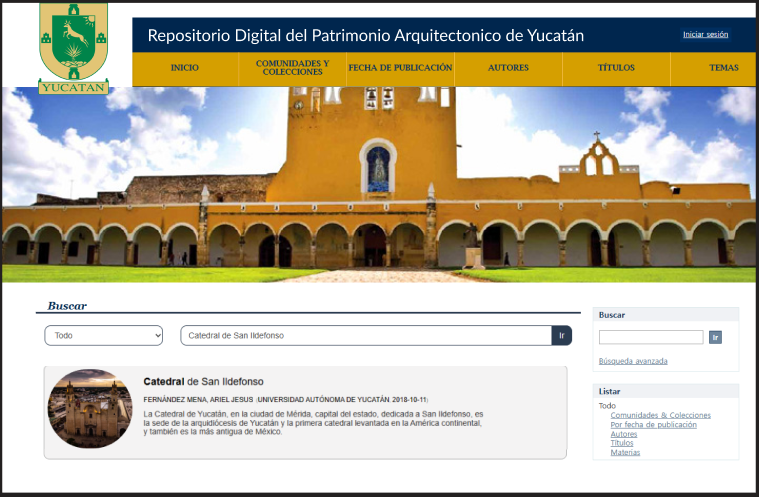 YUCATAN
Repositorio Digital del Patrimonio Arquitectonico de Yucatán
Iniciar sesión
INICIO
COMUNIDADES Y
COLECCIONES
FECHA DE PUBLICACIÓN
AUTORES
TÍTULOS
TEMAS
Buscar
Todo
Catedral de San Ildefonso
Ir
Catedral de San Ildefonso
FERNÁNDEZ MENA, ARIEL JESUS (UNIVERSIDAD AUTÓNOMA DE YUCATÁN, 2018-10-11)
La Catedral de Yucatán, en la ciudad de Mérida, capital del estado, dedicada a San Ildefonso, es
la sede de la arquidiócesis de Yucatán y la primera catedral levantada en la América continental,
y también es la más antigua de México.
Buscar
Ir
Búsqueda avanzada
Listar
Todo
Comunidades & Colecciones
Por fecha de publicación
Autores
Títulos
Materias